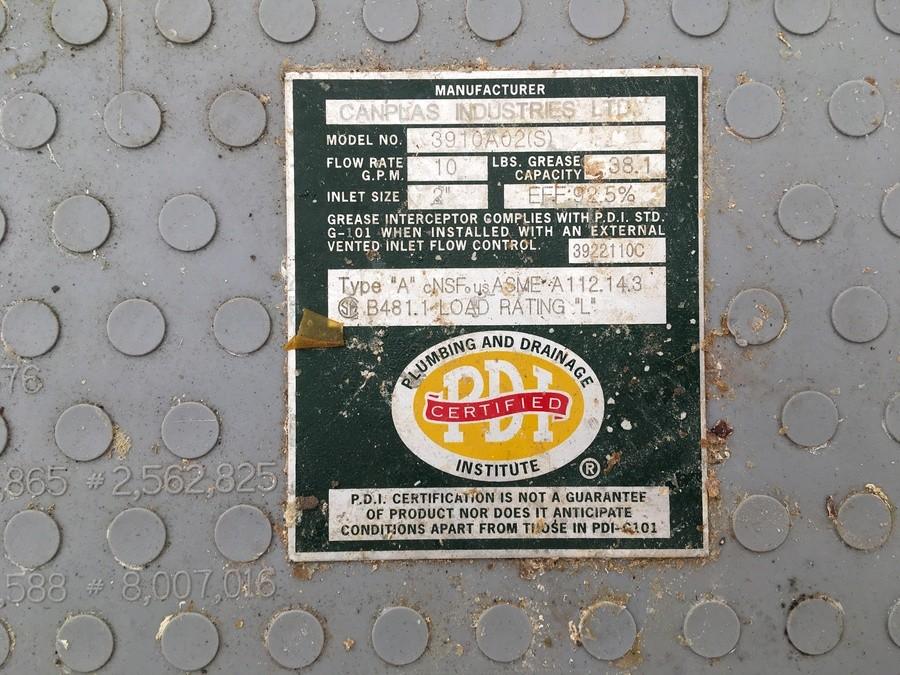 MANUFACTURER
CANPLAS INDUSTRIES LTD.
MODEL NO. 3910A02(S)
FLOW RATE G.P.M. 10 LBS. GREASE CAPACITY 38.1
INLET SIZE 2" EFF:92.5%
GREASE INTERCEPTOR COMPLIES WITH P.D.I. STD.
G-101 WHEN INSTALLED WITH AN EXTERNAL
VENTED INLET FLOW CONTROL.
3922110C
Type "A" cNSFus ASME A112.14.3
B481.1 LOAD RATING "L"
PLUMBING AND DRAINAGE
PDI
CERTIFIED
INSTITUTE ®
P.D.I. CERTIFICATION IS NOT A GUARANTEE
OF PRODUCT NOR DOES IT ANTICIPATE
CONDITIONS APART FROM THOSE IN PDI-G101
76
,865 # 2,562,825
,588 # 8,007,016